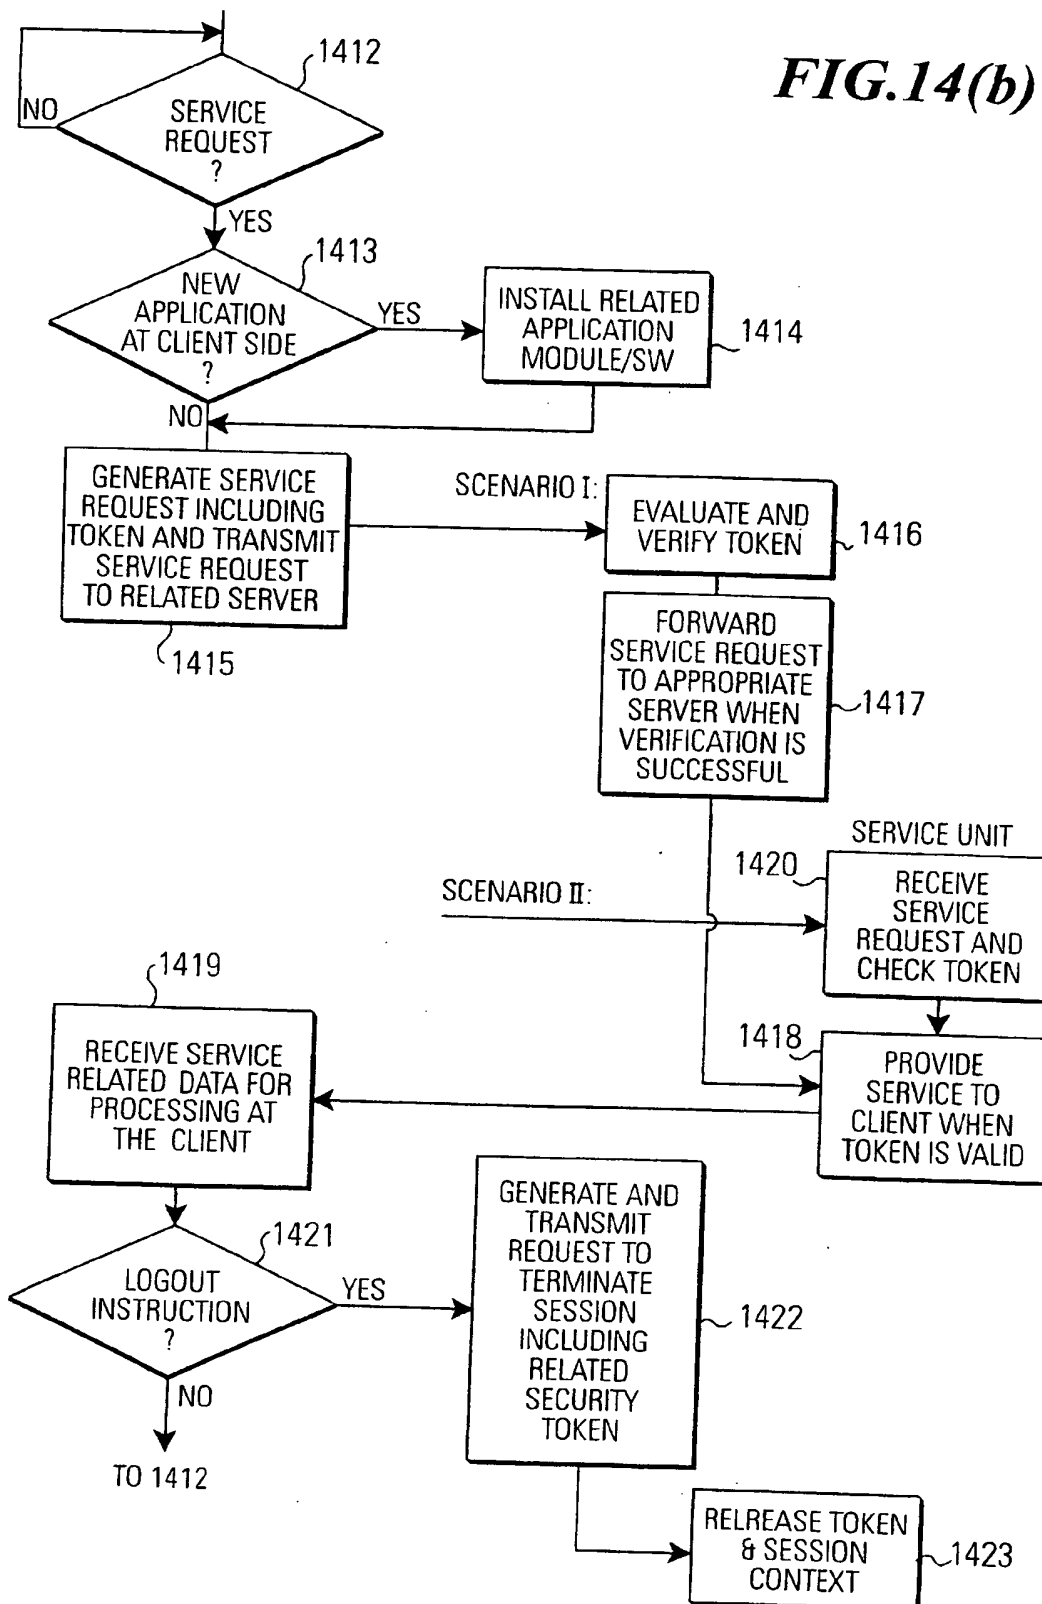 FIG.14(b)
1412
NO
SERVICE
REQUEST
?
YES
1413
NEW
APPLICATION
AT CLIENT SIDE
?
YES
INSTALL RELATED
APPLICATION
MODULE/SW
1414
NO
GENERATE SERVICE
REQUEST INCLUDING
TOKEN AND TRANSMIT
SERVICE REQUEST
TO RELATED SERVER
1415
SCENARIO I:
EVALUATE AND
VERIFY TOKEN
1416
FORWARD
SERVICE REQUEST
TO APPROPRIATE
SERVER WHEN
VERIFICATION IS
SUCCESSFUL
1417
SERVICE UNIT
1420
SCENARIO II:
RECEIVE
SERVICE
REQUEST AND
CHECK TOKEN
1418
PROVIDE
SERVICE TO
CLIENT WHEN
TOKEN IS VALID
1419
RECEIVE SERVICE
RELATED DATA FOR
PROCESSING AT
THE CLIENT
1421
LOGOUT
INSTRUCTION
?
YES
GENERATE AND
TRANSMIT
REQUEST TO
TERMINATE
SESSION
INCLUDING
RELATED
SECURITY
TOKEN
1422
NO
TO 1412
RELREASE TOKEN
& SESSION
CONTEXT
1423